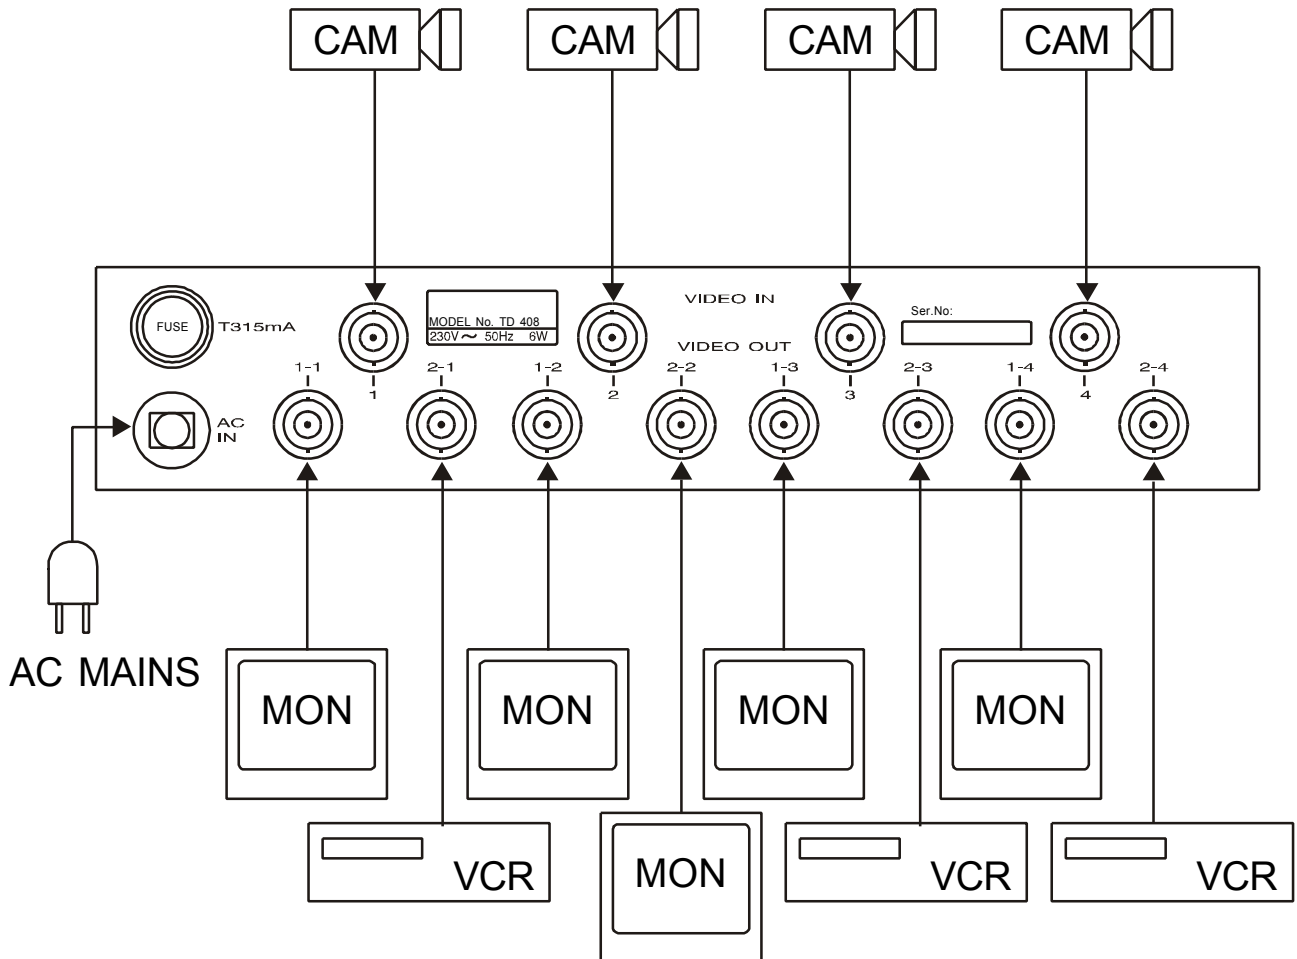 CAM CAM CAM CAM
VIDEO IN
Ser.No:
FUSE T315mA
MODEL No. TD 408
230V~ 50Hz 6W
VIDEO OUT
1-1 2-1 1-2 2-2 1-3 2-3 1-4 2-4
1 2 3 4
AC
IN
AC MAINS
MON MON MON MON
VCR MON VCR VCR